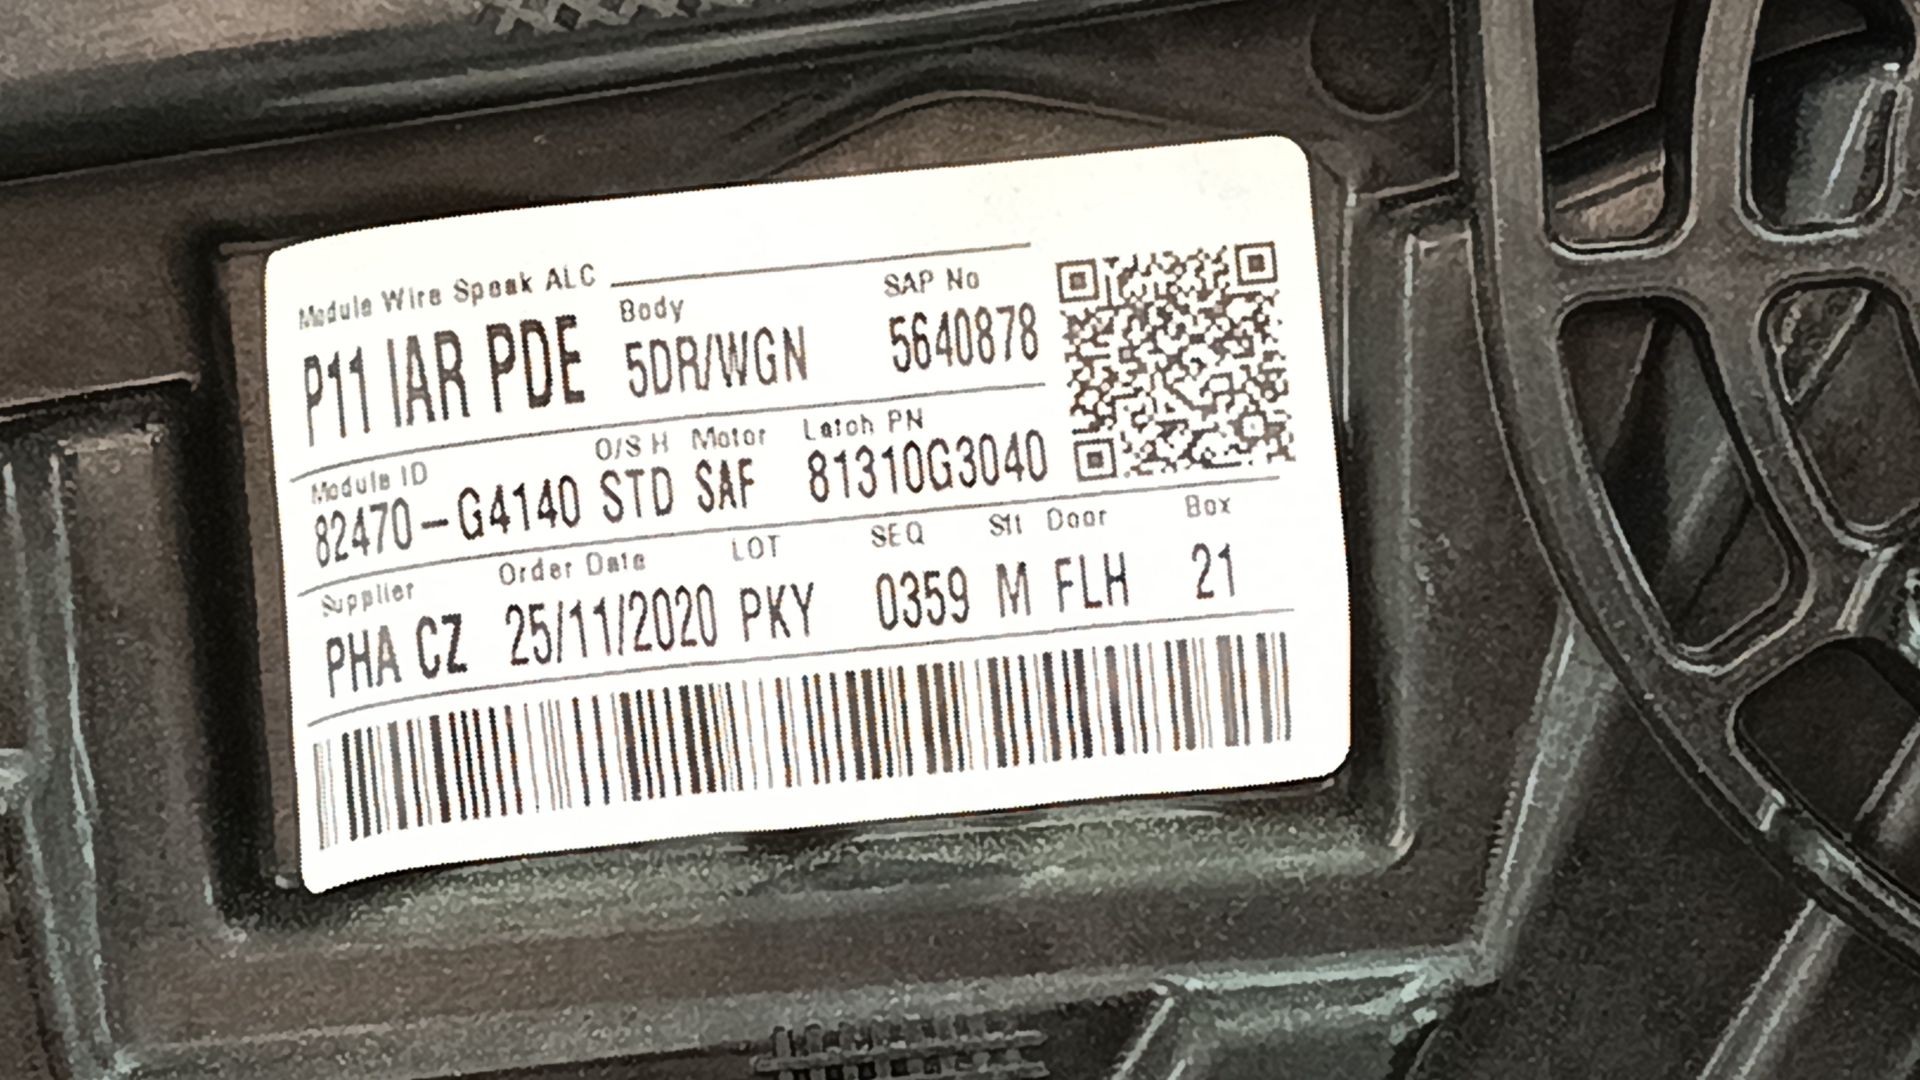 Module Wire Speak ALC
Body SAP No
P11 IAR PDE 5DR/WGN 5640878
Module ID O/S H Motor Latch PN
82470-G4140 STD SAF 81310G3040
Supplier Order Date LOT SEQ Sft Door Box
PHA CZ 25/11/2020 PKY 0359 M FLH 21